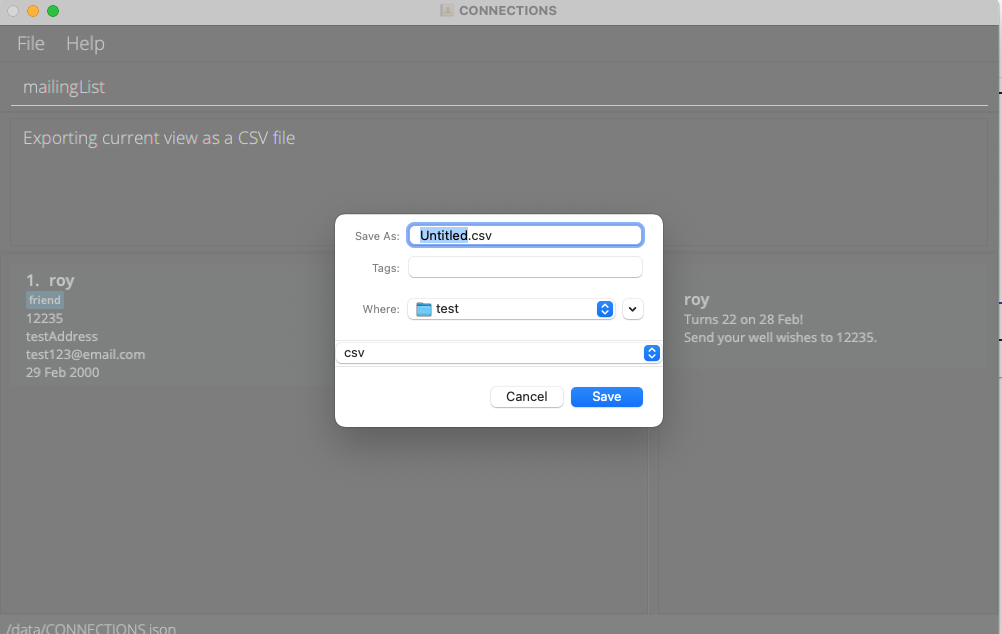 CONNECTIONS
File Help
mailingList
Exporting current view as a CSV file
Save As: Untitled.csv
Tags:
Where: test
csv
Cancel Save
1. roy
friend
12235
testAddress
test123@email.com
29 Feb 2000
roy
Turns 22 on 28 Feb!
Send your well wishes to 12235.
/data/CONNECTIONS.json